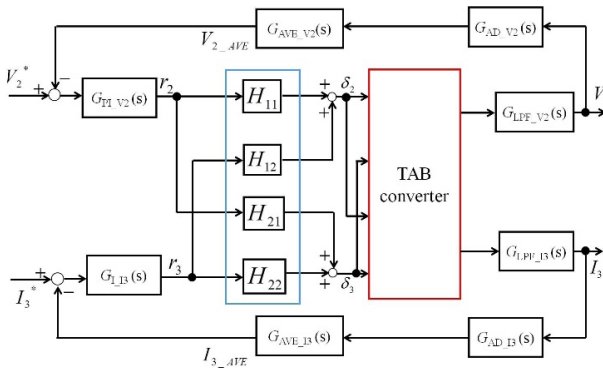 G_AVE_V2(s)
G_AD_V2(s)
V_2_AVE
V_2^*
−
+
G_PI_V2(s)
r_2
H_11
+
+
δ_2
G_LPF_V2(s)
V
H_12
TAB
converter
H_21
I_3^*
+
−
G_I_I3(s)
r_3
H_22
+
+
δ_3
G_LPF_I3(s)
I_3
I_3_AVE
G_AVE_I3(s)
G_AD_I3(s)